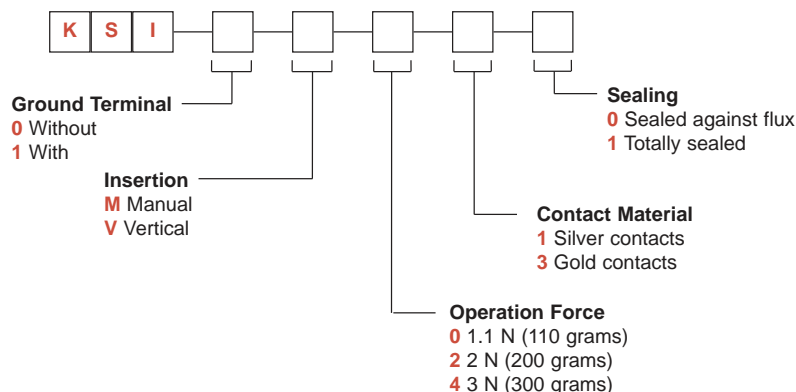 K S I
Ground Terminal
0 Without
1 With
Insertion
M Manual
V Vertical
Operation Force
0 1.1 N (110 grams)
2 2 N (200 grams)
4 3 N (300 grams)
Contact Material
1 Silver contacts
3 Gold contacts
Sealing
0 Sealed against flux
1 Totally sealed